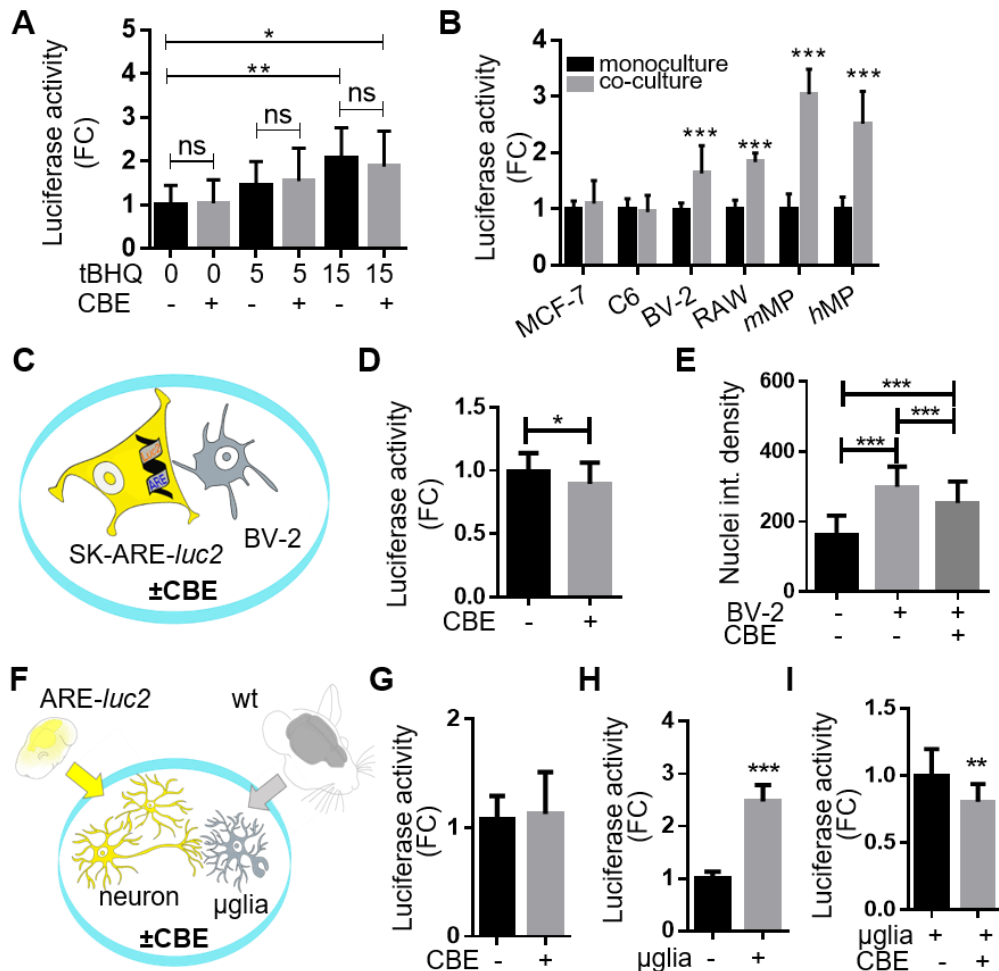 A
Luciferase activity
(FC)
5
4
3
2
1
0
*
**
ns
ns
ns
tBHQ 0 0 5 5 15 15
CBE - + - + - +
B
Luciferase activity
(FC)
4
3
2
1
0
monoculture
co-culture
***
***
***
***
MCF-7 C6 BV-2 RAW mMP hMP
C
LUC2
ARE
SK-ARE-luc2
BV-2
±CBE
D
Luciferase activity
(FC)
1.5
1.0
0.5
0.0
*
CBE - +
E
Nuclei int. density
600
400
200
0
***
***
***
BV-2 - + +
CBE - - +
F
ARE-luc2
wt
neuron
µglia
±CBE
G
Luciferase activity
(FC)
2
1
0
CBE - +
H
Luciferase activity
(FC)
4
3
2
1
0
***
µglia - +
I
Luciferase activity
(FC)
1.5
1.0
0.5
0.0
**
µglia + +
CBE - +